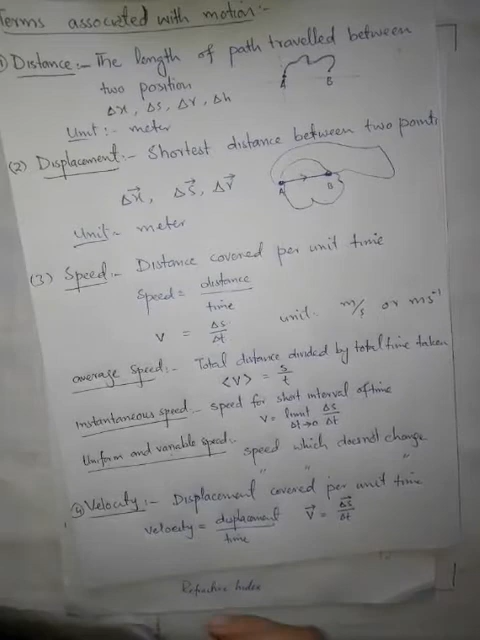 Terms associated with motion:-
① Distance:- The length of path travelled between
two position
Δx, Δs, Δr, Δh
A B
Unit:- meter
(2) Displacement:- Shortest distance between two points
Δx⃗, Δs⃗, Δr⃗
A B
Unit:- meter
(3) Speed:- Distance covered per unit time
Speed = distance / time
v = Δs / Δt unit:- m/s or ms⁻¹
average speed:- Total distance divided by total time taken
<v> = s / t
instantaneous speed:- speed for short interval of time
v = limit Δt→0 Δs / Δt
Uniform and variable speed:- speed which doesnot change
" " "
④ Velocity:- Displacement covered per unit time
velocity = displacement / time v⃗ = Δs⃗ / Δt
Refractive Index